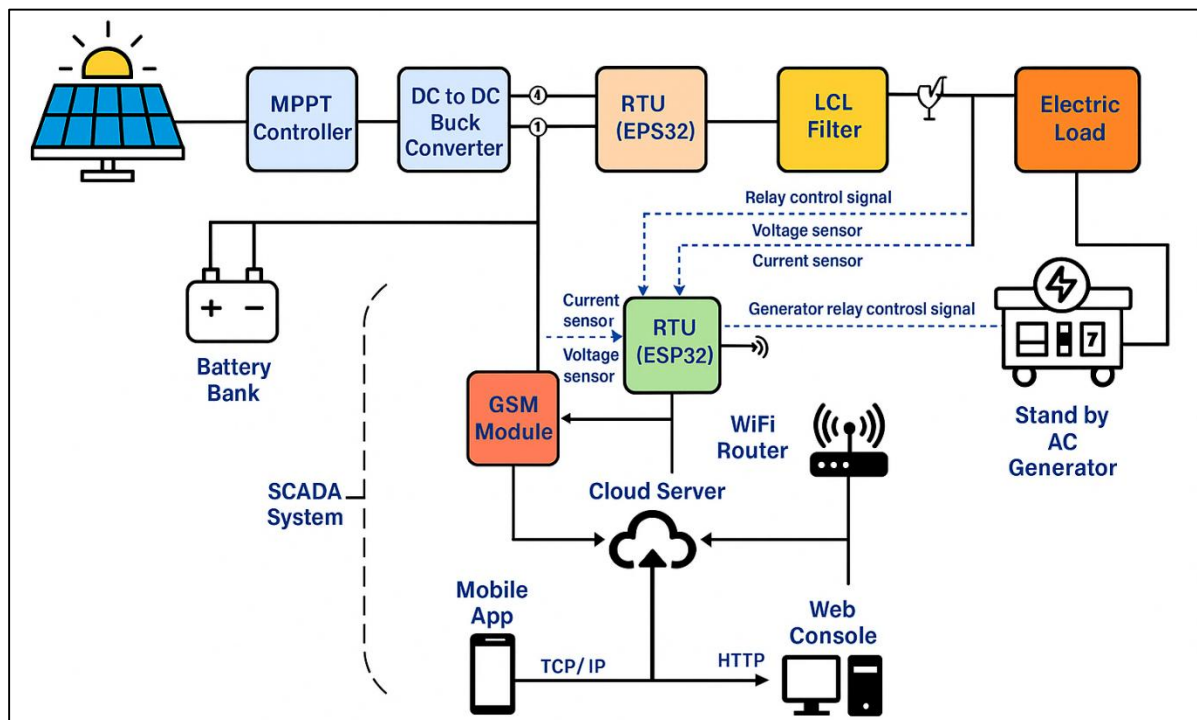 MPPT
Controller
DC to DC
Buck
Converter
4
1
RTU
(EPS32)
LCL
Filter
Electric
Load
Relay control signal
Voltage sensor
Current sensor
Current
sensor
Voltage
sensor
RTU
(ESP32)
Generator relay controsl signal
7
+ −
Battery
Bank
GSM
Module
WiFi
Router
Stand by
AC
Generator
SCADA
System
Cloud Server
Mobile
App
TCP/ IP
HTTP
Web
Console